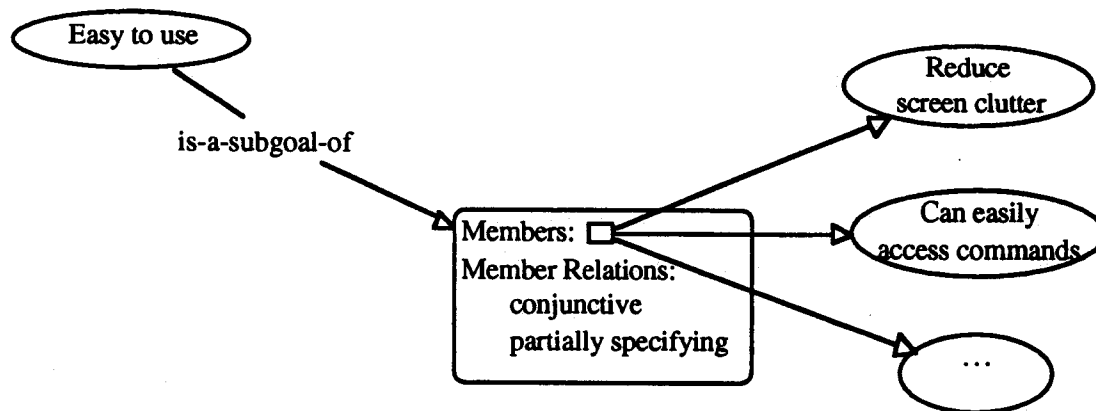 Easy to use
is-a-subgoal-of
Members:
Member Relations:
conjunctive
partially specifying
Reduce
screen clutter
Can easily
access commands
...